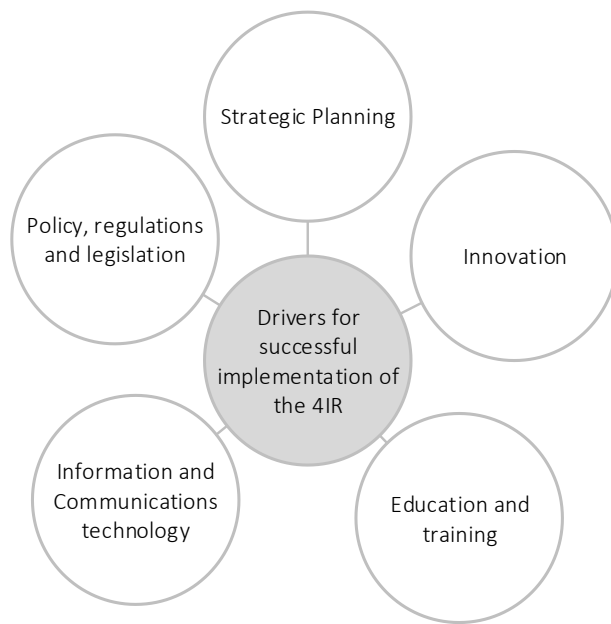 Strategic Planning
Policy, regulations
and legislation
Innovation
Drivers for
successful
implementation of
the 4IR
Information and
Communications
technology
Education and
training